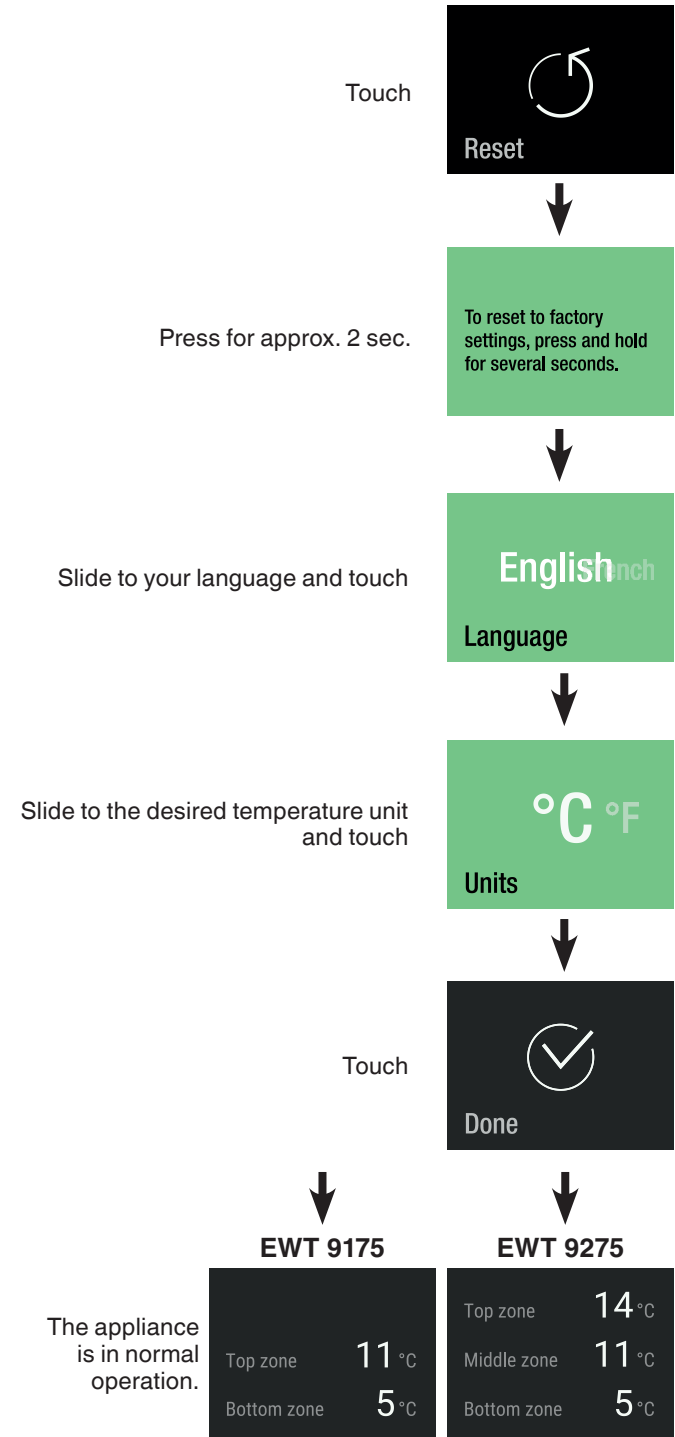 Touch
Reset
Press for approx. 2 sec.
To reset to factory
settings, press and hold
for several seconds.
Slide to your language and touch
English French
Language
Slide to the desired temperature unit
and touch
°C °F
Units
Touch
Done
EWT 9175
EWT 9275
The appliance
is in normal
operation.
Top zone 11 °C
Bottom zone 5 °C
Top zone 14 °C
Middle zone 11 °C
Bottom zone 5 °C